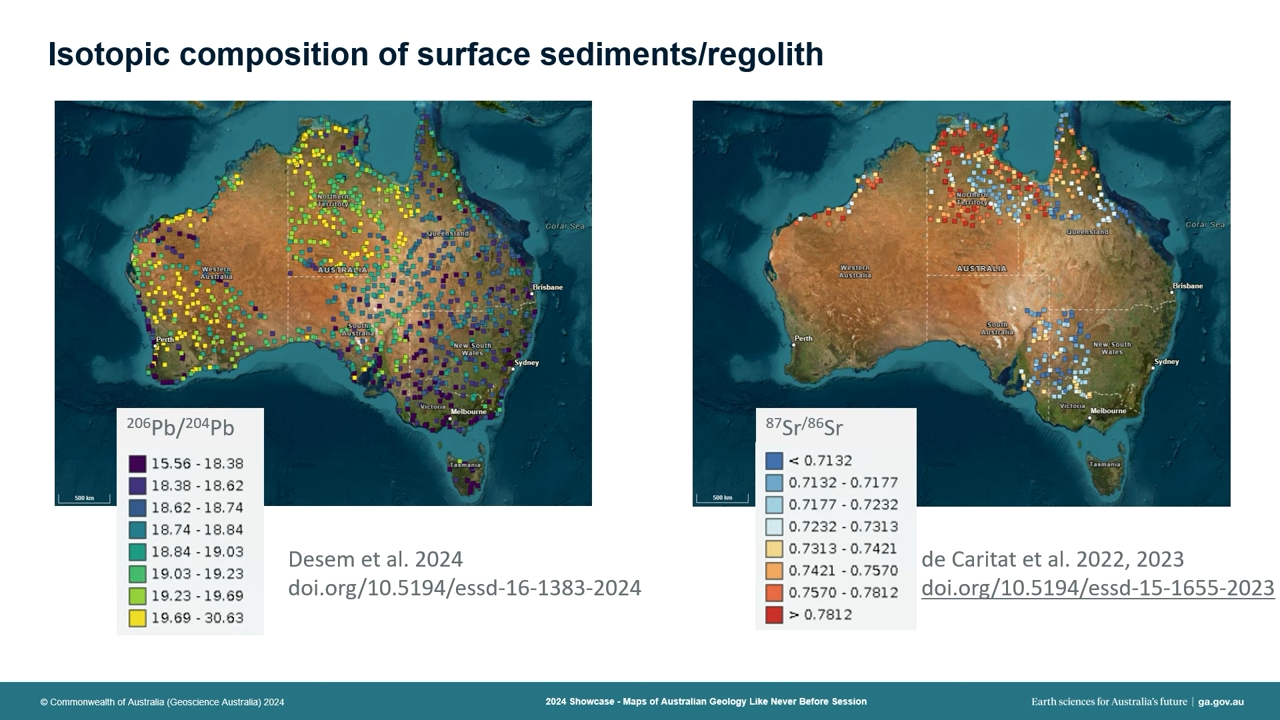 Isotopic composition of surface sediments/regolith
Coral Sea
Northern
Territory
Queensland
Western
Australia
AUSTRALIA
Brisbane
South
Australia
Perth
New South
Wales
Sydney
Victoria
Melbourne
Tasmania
500 km
206Pb/204Pb
15.56 - 18.38
18.38 - 18.62
18.62 - 18.74
18.74 - 18.84
18.84 - 19.03
19.03 - 19.23
19.23 - 19.69
19.69 - 30.63
Desem et al. 2024
doi.org/10.5194/essd-16-1383-2024
Coral Sea
Northern
Territory
Queensland
Western
Australia
AUSTRALIA
Brisbane
South
Australia
Perth
New South
Wales
Sydney
Victoria
Melbourne
Tasmania
500 km
87Sr/86Sr
< 0.7132
0.7132 - 0.7177
0.7177 - 0.7232
0.7232 - 0.7313
0.7313 - 0.7421
0.7421 - 0.7570
0.7570 - 0.7812
> 0.7812
de Caritat et al. 2022, 2023
doi.org/10.5194/essd-15-1655-2023
© Commonwealth of Australia (Geoscience Australia) 2024
2024 Showcase - Maps of Australian Geology Like Never Before Session
Earth sciences for Australia's future | ga.gov.au